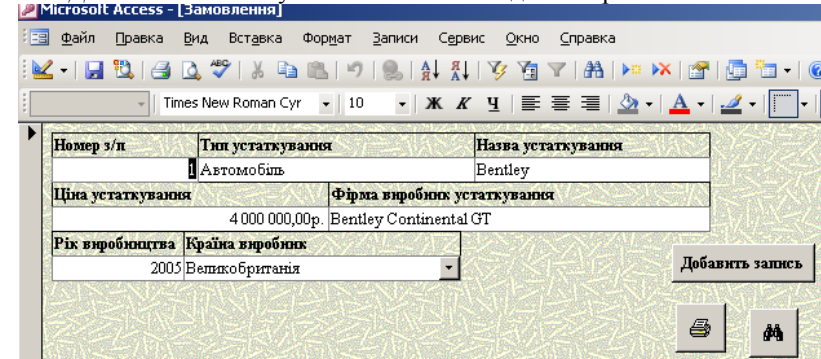 Microsoft Access - [Замовлення]
Файл Правка Вид Вставка Формат Записи Сервис Окно Справка
Times New Roman Cyr 10 Ж К Ч
Номер з/п Тип устаткування Назва устаткування
1 Автомобіль Bentley
Ціна устаткування Фірма виробник устаткування
4 000 000,00р. Bentley Continental GT
Рік виробництва Країна виробник
2005 Великобританія
Добавить запись